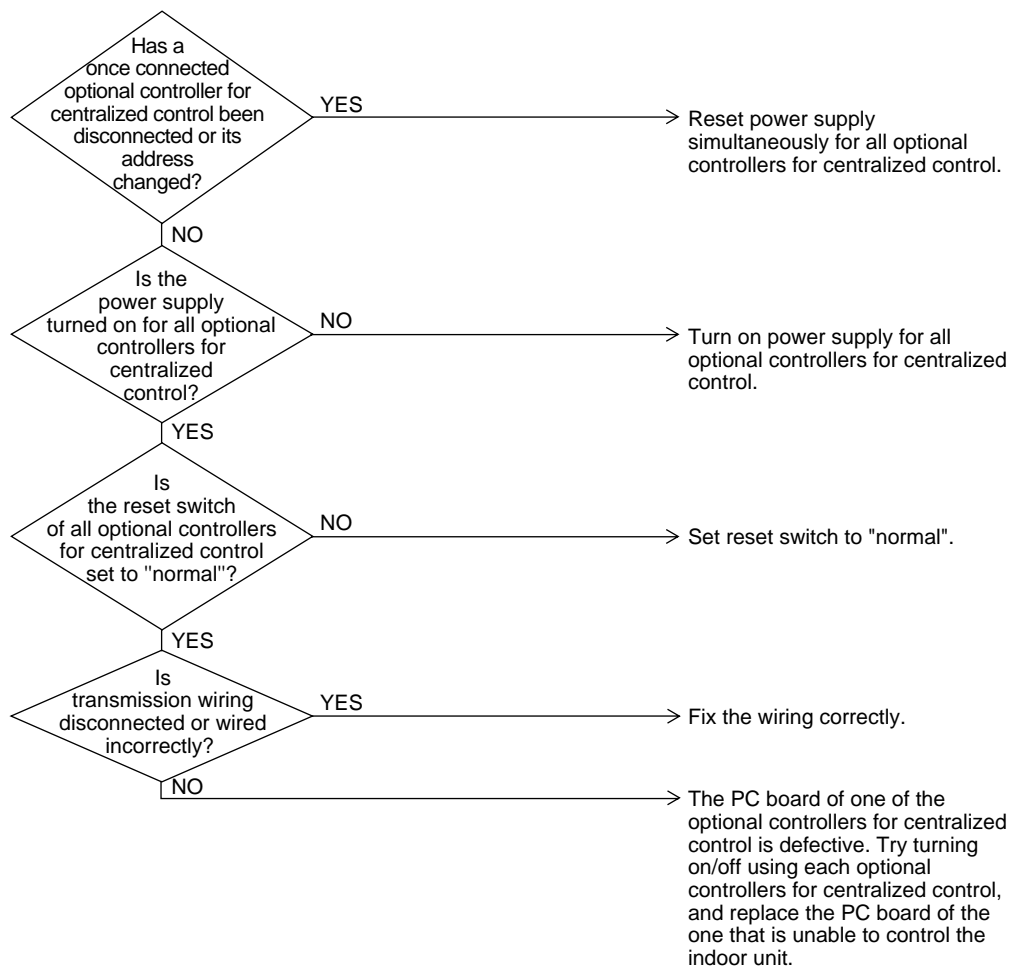 Has a
once connected
optional controller for
centralized control been
disconnected or its
address
changed?
YES
Reset power supply
simultaneously for all optional
controllers for centralized control.
NO
Is the
power supply
turned on for all optional
controllers for
centralized
control?
NO
Turn on power supply for all
optional controllers for centralized
control.
YES
Is
the reset switch
of all optional controllers
for centralized control
set to "normal"?
NO
Set reset switch to "normal".
YES
Is
transmission wiring
disconnected or wired
incorrectly?
YES
Fix the wiring correctly.
NO
The PC board of one of the
optional controllers for centralized
control is defective. Try turning
on/off using each optional
controllers for centralized control,
and replace the PC board of the
one that is unable to control the
indoor unit.